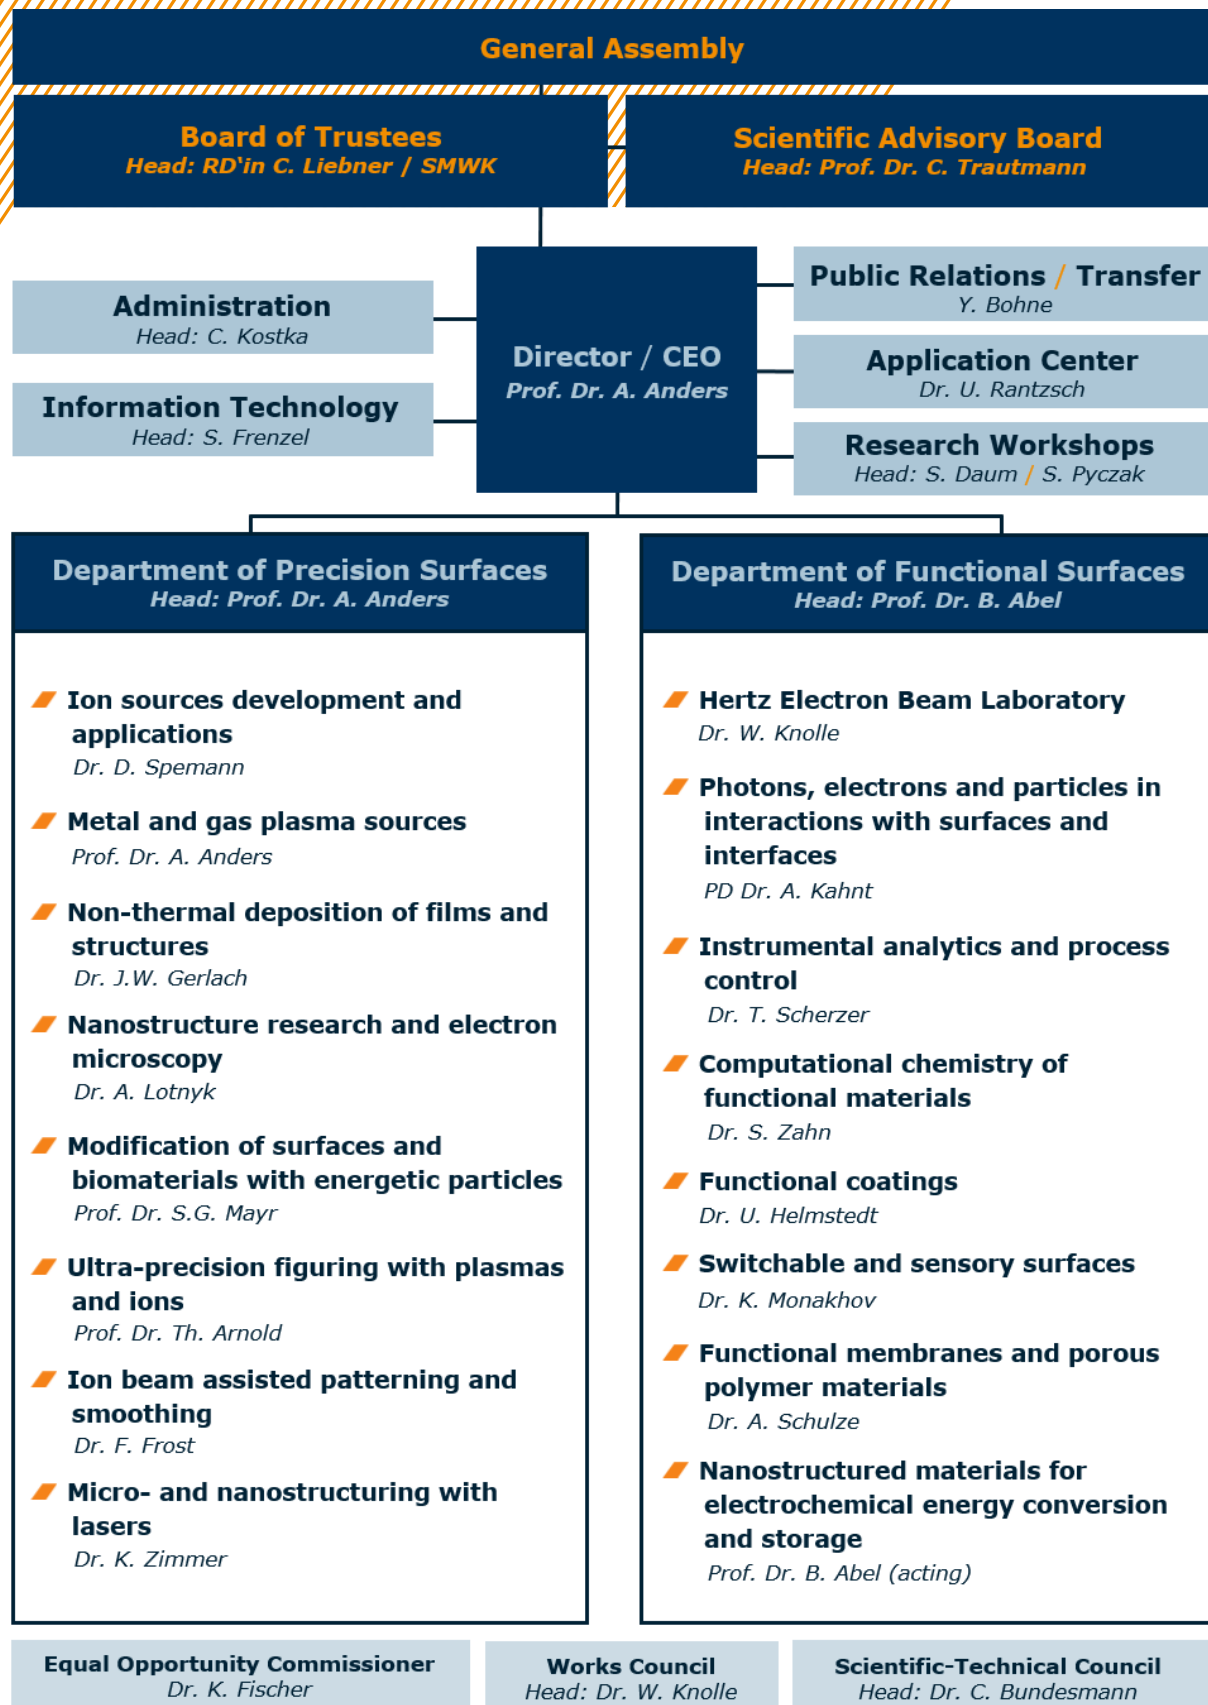 General Assembly
Board of Trustees
Head: RD'in C. Liebner / SMWK
Scientific Advisory Board
Head: Prof. Dr. C. Trautmann
Administration
Head: C. Kostka
Information Technology
Head: S. Frenzel
Director / CEO
Prof. Dr. A. Anders
Public Relations / Transfer
Y. Bohne
Application Center
Dr. U. Rantzsch
Research Workshops
Head: S. Daum / S. Pyczak
Department of Precision Surfaces
Head: Prof. Dr. A. Anders
Ion sources development and
applications
Dr. D. Spemann
Metal and gas plasma sources
Prof. Dr. A. Anders
Non-thermal deposition of films and
structures
Dr. J.W. Gerlach
Nanostructure research and electron
microscopy
Dr. A. Lotnyk
Modification of surfaces and
biomaterials with energetic particles
Prof. Dr. S.G. Mayr
Ultra-precision figuring with plasmas
and ions
Prof. Dr. Th. Arnold
Ion beam assisted patterning and
smoothing
Dr. F. Frost
Micro- and nanostructuring with
lasers
Dr. K. Zimmer
Department of Functional Surfaces
Head: Prof. Dr. B. Abel
Hertz Electron Beam Laboratory
Dr. W. Knolle
Photons, electrons and particles in
interactions with surfaces and
interfaces
PD Dr. A. Kahnt
Instrumental analytics and process
control
Dr. T. Scherzer
Computational chemistry of
functional materials
Dr. S. Zahn
Functional coatings
Dr. U. Helmstedt
Switchable and sensory surfaces
Dr. K. Monakhov
Functional membranes and porous
polymer materials
Dr. A. Schulze
Nanostructured materials for
electrochemical energy conversion
and storage
Prof. Dr. B. Abel (acting)
Equal Opportunity Commissioner
Dr. K. Fischer
Works Council
Head: Dr. W. Knolle
Scientific-Technical Council
Head: Dr. C. Bundesmann